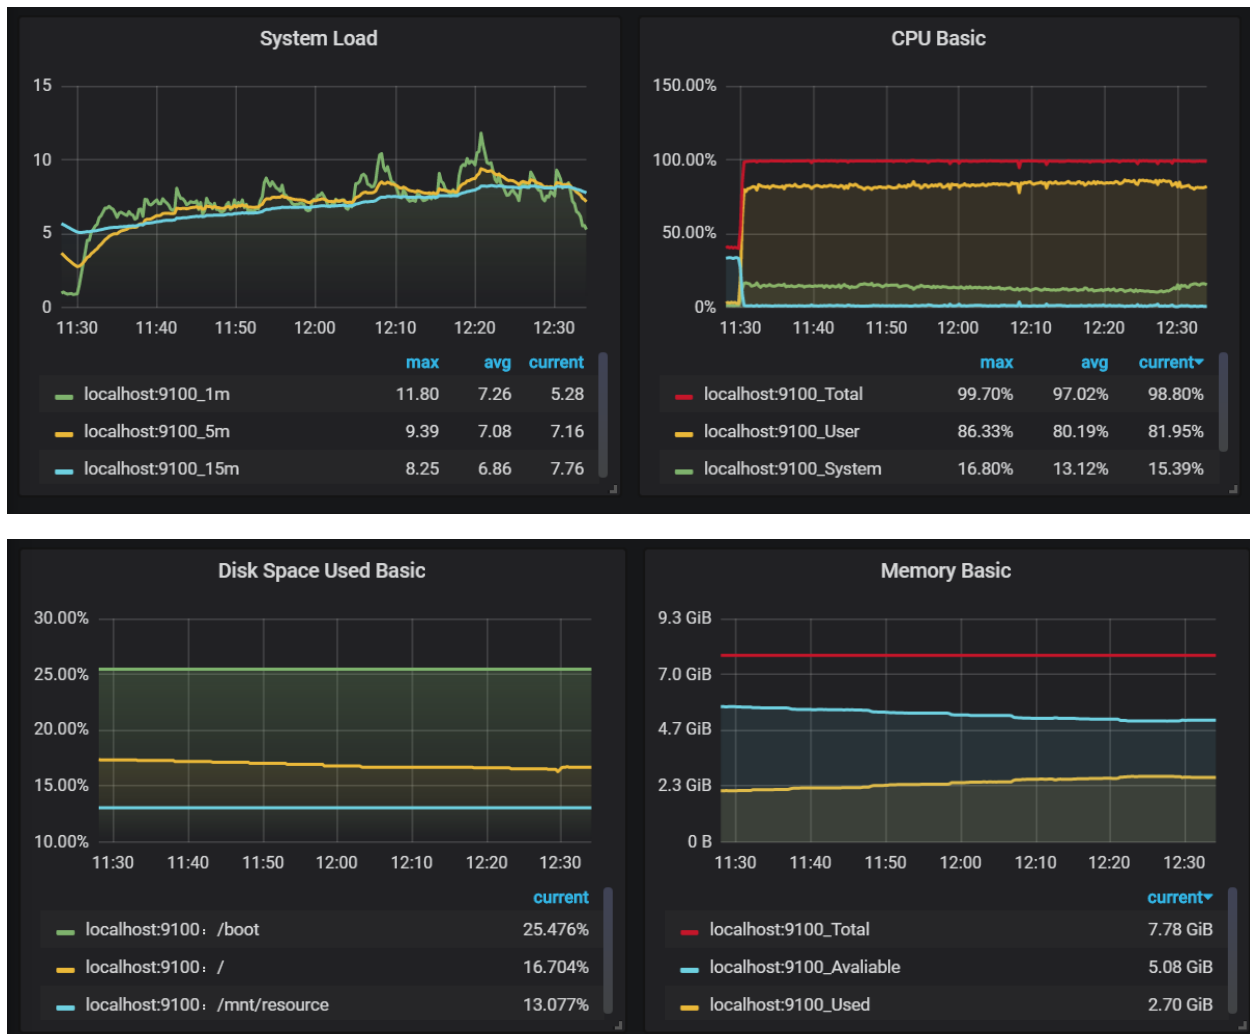 System Load
15
10
5
0
11:30 11:40 11:50 12:00 12:10 12:20 12:30
max avg current
localhost:9100_1m 11.80 7.26 5.28
localhost:9100_5m 9.39 7.08 7.16
localhost:9100_15m 8.25 6.86 7.76
CPU Basic
150.00%
100.00%
50.00%
0%
11:30 11:40 11:50 12:00 12:10 12:20 12:30
max avg current
localhost:9100_Total 99.70% 97.02% 98.80%
localhost:9100_User 86.33% 80.19% 81.95%
localhost:9100_System 16.80% 13.12% 15.39%
Disk Space Used Basic
30.00%
25.00%
20.00%
15.00%
10.00%
11:30 11:40 11:50 12:00 12:10 12:20 12:30
current
localhost:9100：/boot 25.476%
localhost:9100：/ 16.704%
localhost:9100：/mnt/resource 13.077%
Memory Basic
9.3 GiB
7.0 GiB
4.7 GiB
2.3 GiB
0 B
11:30 11:40 11:50 12:00 12:10 12:20 12:30
current
localhost:9100_Total 7.78 GiB
localhost:9100_Avaliable 5.08 GiB
localhost:9100_Used 2.70 GiB